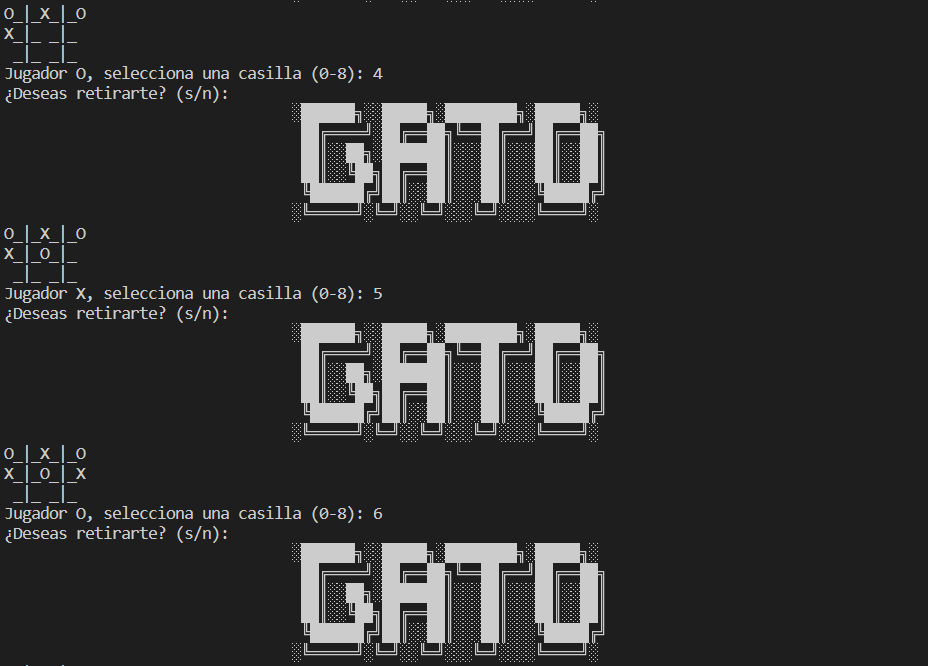 O_|_X_|_O
X_|_ _|_
 _|_ _|_
Jugador O, selecciona una casilla (0-8): 4
¿Deseas retirarte? (s/n):
GATO
O_|_X_|_O
X_|_O_|_
 _|_ _|_
Jugador X, selecciona una casilla (0-8): 5
¿Deseas retirarte? (s/n):
GATO
O_|_X_|_O
X_|_O_|_X
 _|_ _|_
Jugador O, selecciona una casilla (0-8): 6
¿Deseas retirarte? (s/n):
GATO